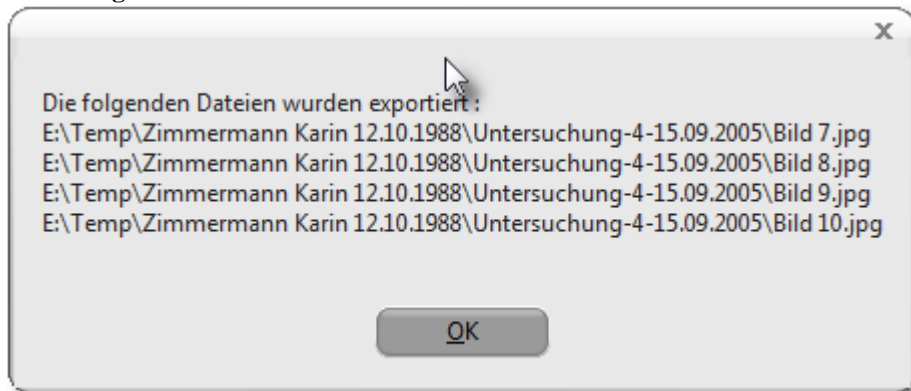 Die folgenden Dateien wurden exportiert :
E:\Temp\Zimmermann Karin 12.10.1988\Untersuchung-4-15.09.2005\Bild 7.jpg
E:\Temp\Zimmermann Karin 12.10.1988\Untersuchung-4-15.09.2005\Bild 8.jpg
E:\Temp\Zimmermann Karin 12.10.1988\Untersuchung-4-15.09.2005\Bild 9.jpg
E:\Temp\Zimmermann Karin 12.10.1988\Untersuchung-4-15.09.2005\Bild 10.jpg
OK